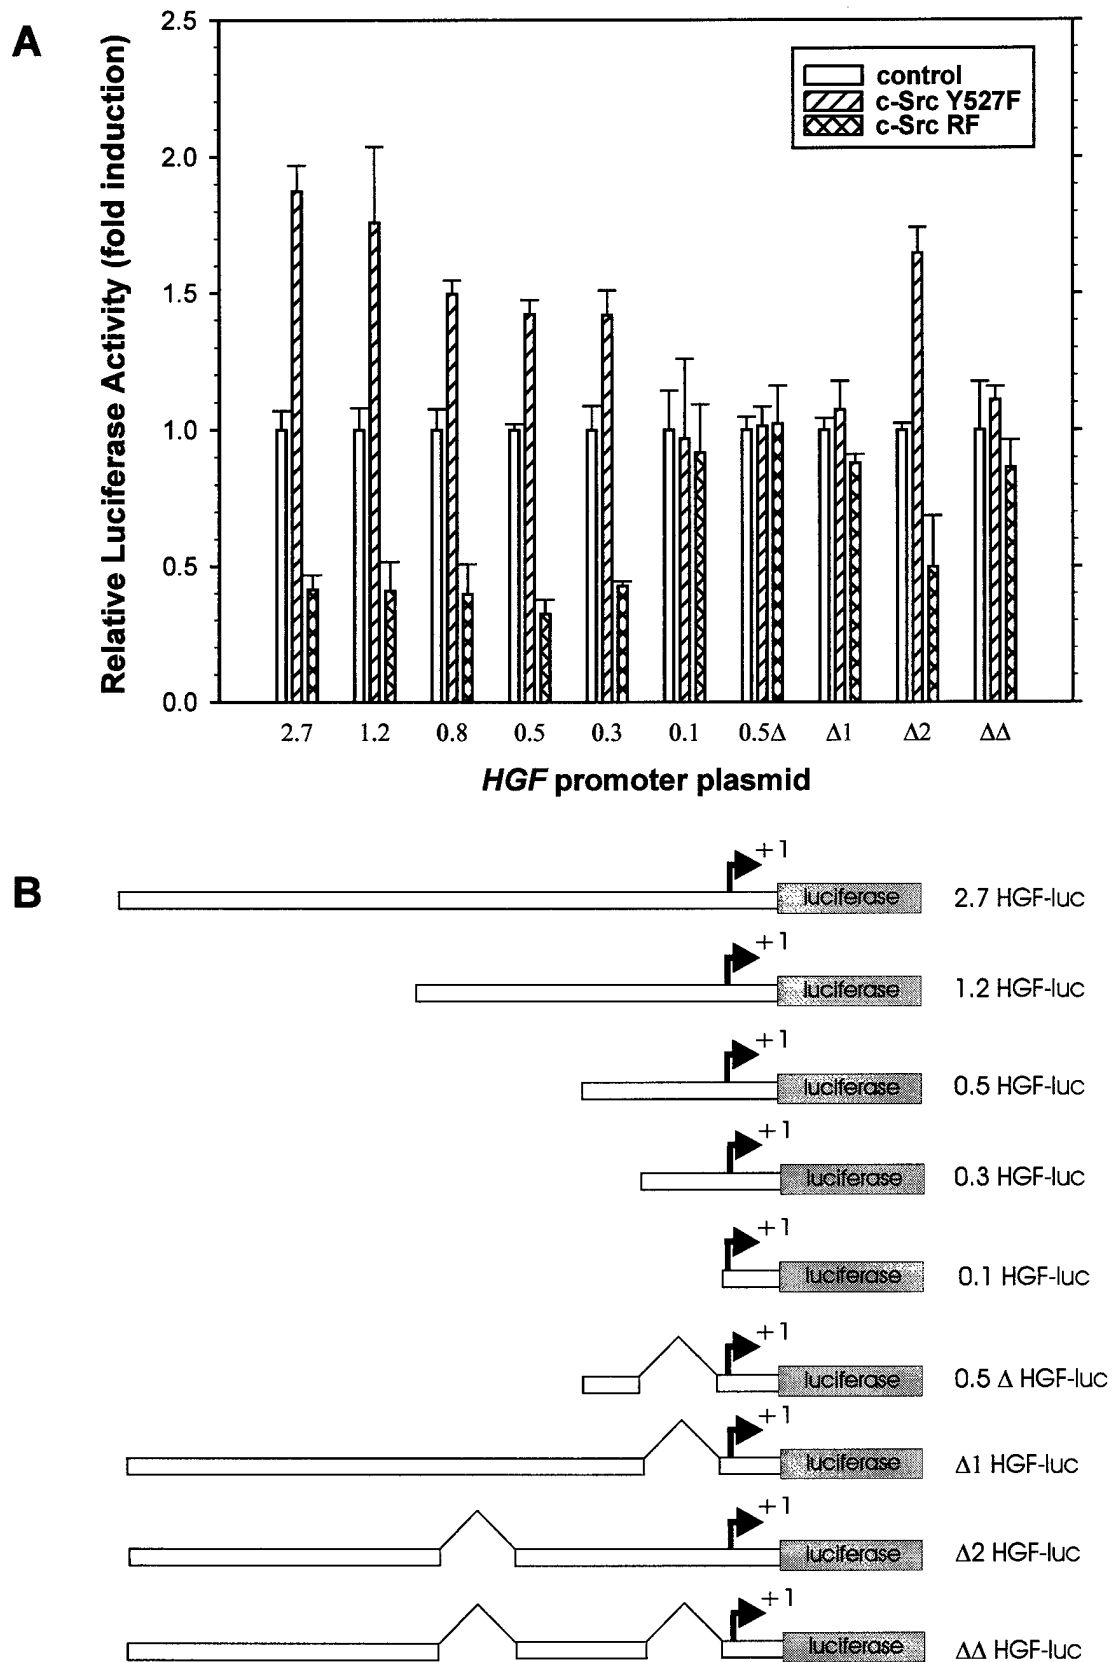 A
Relative Luciferase Activity (fold induction)
2.5
2.0
1.5
1.0
0.5
0.0
control
c-Src Y527F
c-Src RF
2.7 1.2 0.8 0.5 0.3 0.1 0.5Δ Δ1 Δ2 ΔΔ
HGF promoter plasmid
B
+1
luciferase 2.7 HGF-luc
+1
luciferase 1.2 HGF-luc
+1
luciferase 0.5 HGF-luc
+1
luciferase 0.3 HGF-luc
+1
luciferase 0.1 HGF-luc
+1
luciferase 0.5 Δ HGF-luc
+1
luciferase Δ1 HGF-luc
+1
luciferase Δ2 HGF-luc
+1
luciferase ΔΔ HGF-luc